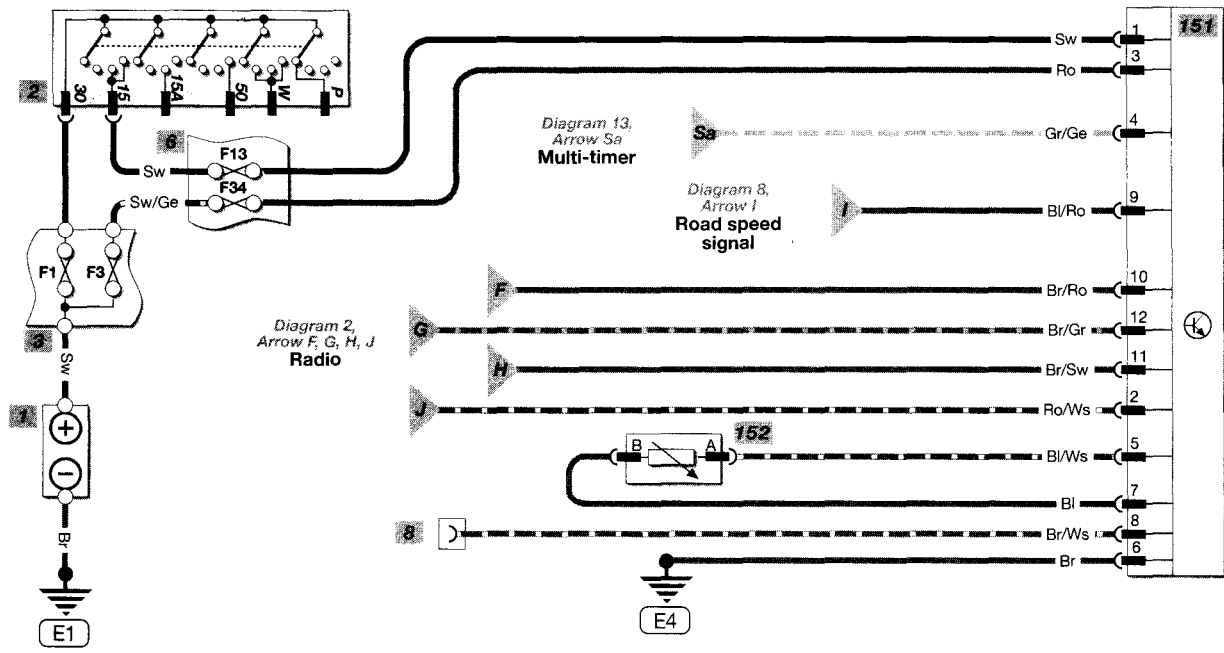 151
Sw 1
Ro 3
2
30 15 15A 50 W P
Diagram 13,
Arrow Sa
Multi-timer
Sa Gr/Ge 4
6
F13
Sw
F34
Sw/Ge
Diagram 8,
Arrow I
Road speed
signal
I Bl/Ro 9
F1 F3
F Br/Ro 10
Diagram 2,
Arrow F, G, H, J
Radio
G Br/Gr 12
3
Sw
H Br/Sw 11
1
J Ro/Ws 2
+
152
B A Bl/Ws 5
−
Bl 7
Br
8 Br/Ws 8
Br 6
E1
E4